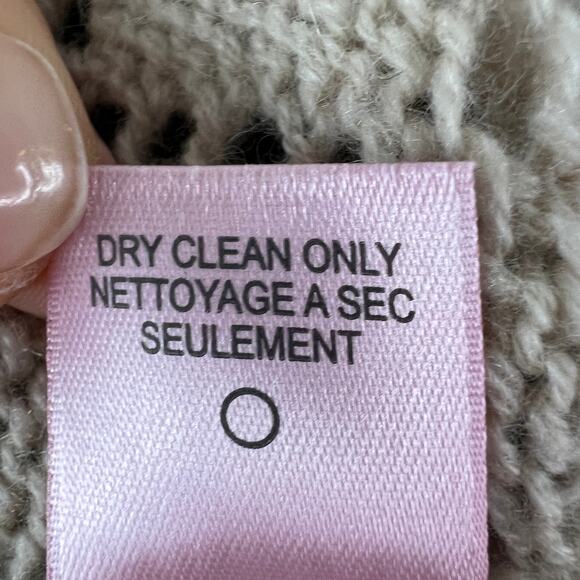 DRY CLEAN ONLY
NETTOYAGE A SEC
SEULEMENT